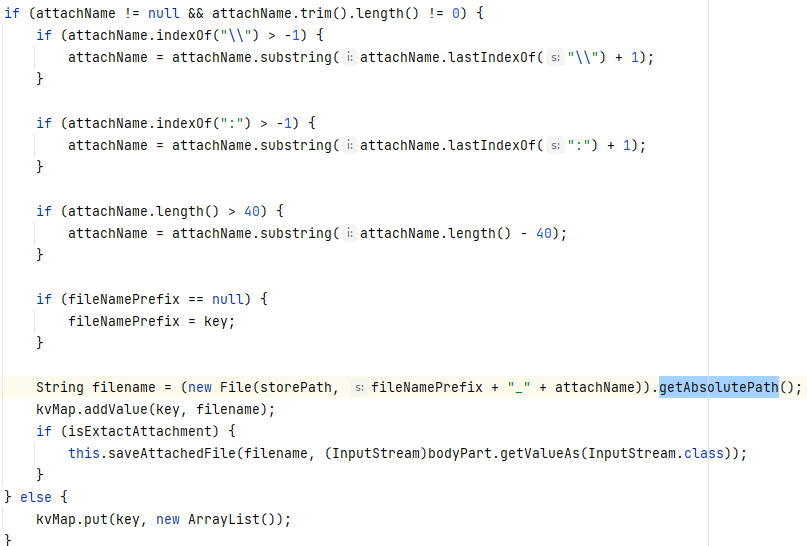 if (attachName != null && attachName.trim().length() != 0) {
    if (attachName.indexOf("\\") > -1) {
        attachName = attachName.substring( i: attachName.lastIndexOf( s: "\\") + 1);
    }

    if (attachName.indexOf(":") > -1) {
        attachName = attachName.substring( i: attachName.lastIndexOf( s: ":") + 1);
    }

    if (attachName.length() > 40) {
        attachName = attachName.substring( i: attachName.length() - 40);
    }

    if (fileNamePrefix == null) {
        fileNamePrefix = key;
    }

    String filename = (new File(storePath, s: fileNamePrefix + "_" + attachName)).getAbsolutePath();
    kvMap.addValue(key, filename);
    if (isExtactAttachment) {
        this.saveAttachedFile(filename, (InputStream)bodyPart.getValueAs(InputStream.class));
    }
} else {
    kvMap.put(key, new ArrayList());
}